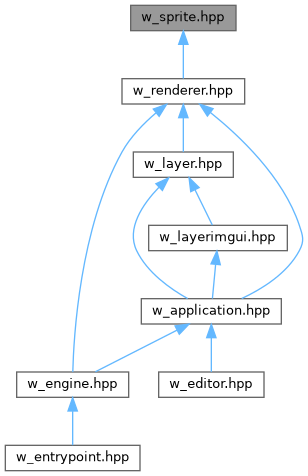 w_sprite.hpp
w_renderer.hpp
w_layer.hpp
w_layerimgui.hpp
w_application.hpp
w_engine.hpp
w_editor.hpp
w_entrypoint.hpp